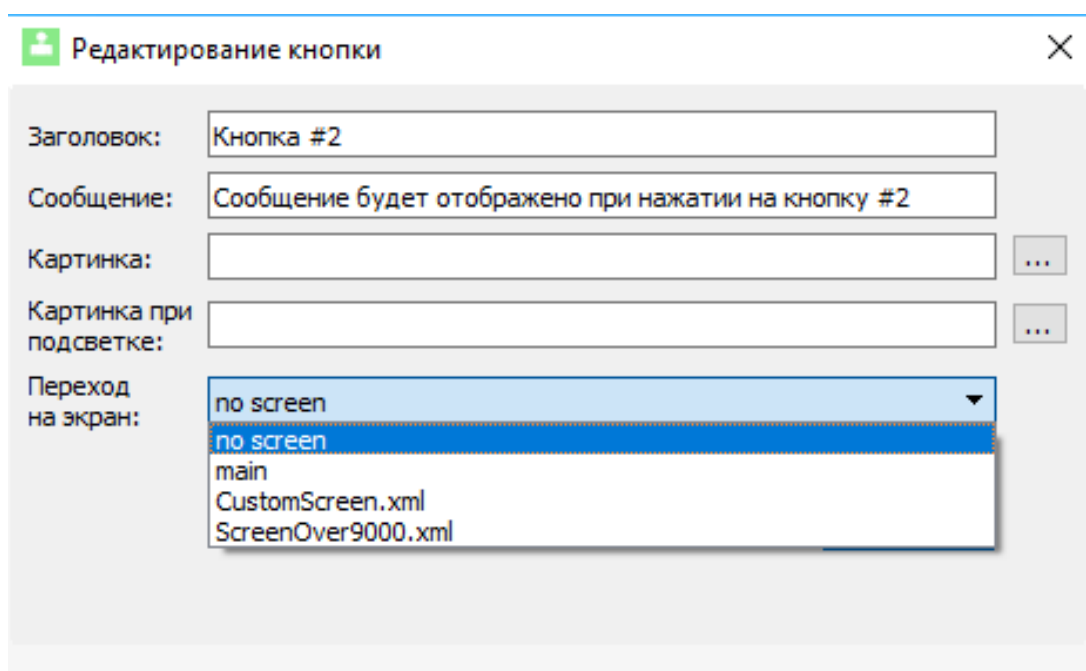 Редактирование кнопки
Заголовок: Кнопка #2
Сообщение: Сообщение будет отображено при нажатии на кнопку #2
Картинка: ...
Картинка при
подсветке: ...
Переход
на экран: no screen
no screen
main
CustomScreen.xml
ScreenOver9000.xml